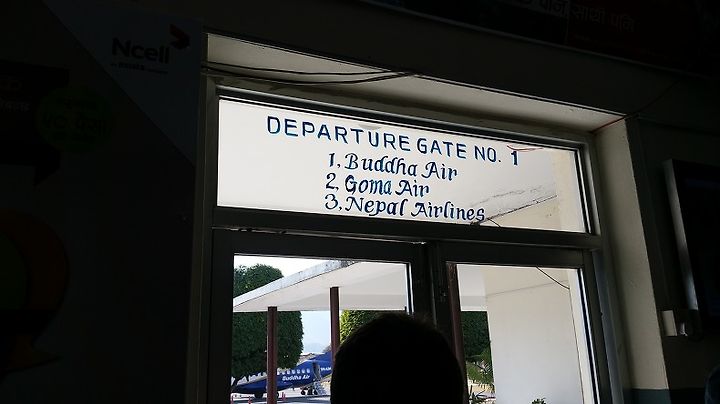 Ncell
DEPARTURE GATE NO. 1
1, Buddha Air
2, Goma Air
3, Nepal Airlines
Buddha Air